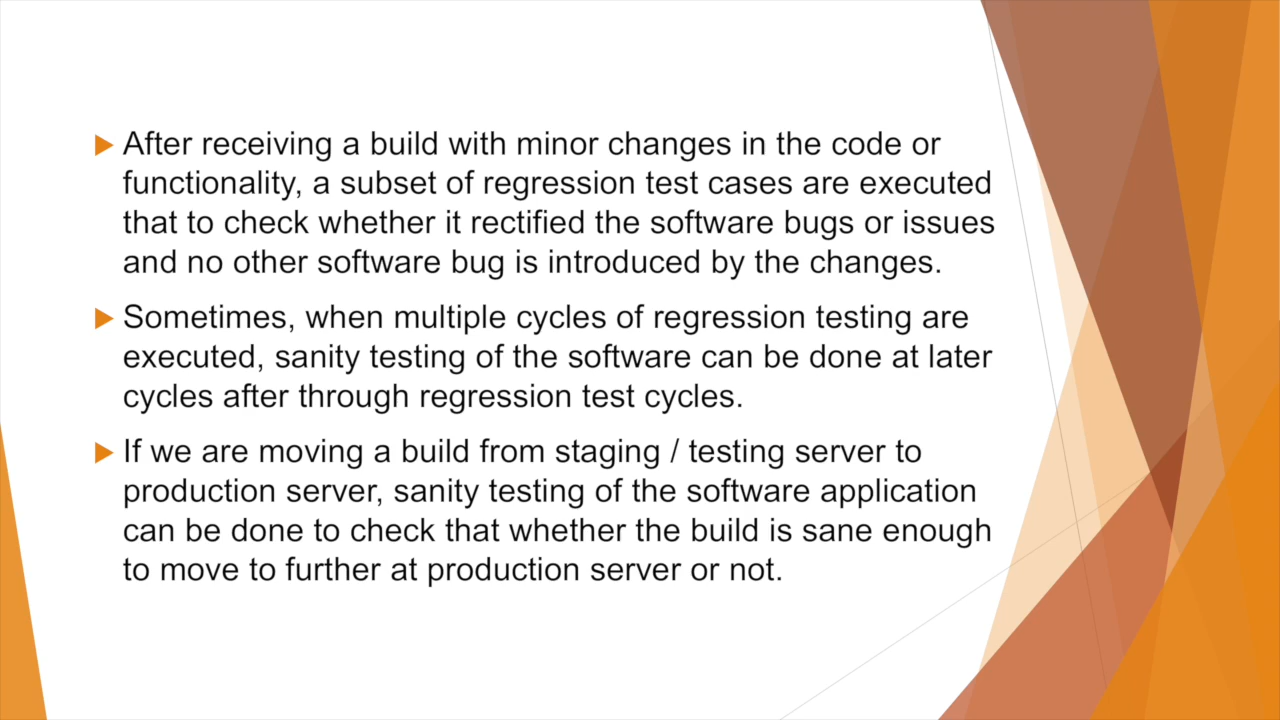 After receiving a build with minor changes in the code or
functionality, a subset of regression test cases are executed
that to check whether it rectified the software bugs or issues
and no other software bug is introduced by the changes.
Sometimes, when multiple cycles of regression testing are
executed, sanity testing of the software can be done at later
cycles after through regression test cycles.
If we are moving a build from staging / testing server to
production server, sanity testing of the software application
can be done to check that whether the build is sane enough
to move to further at production server or not.